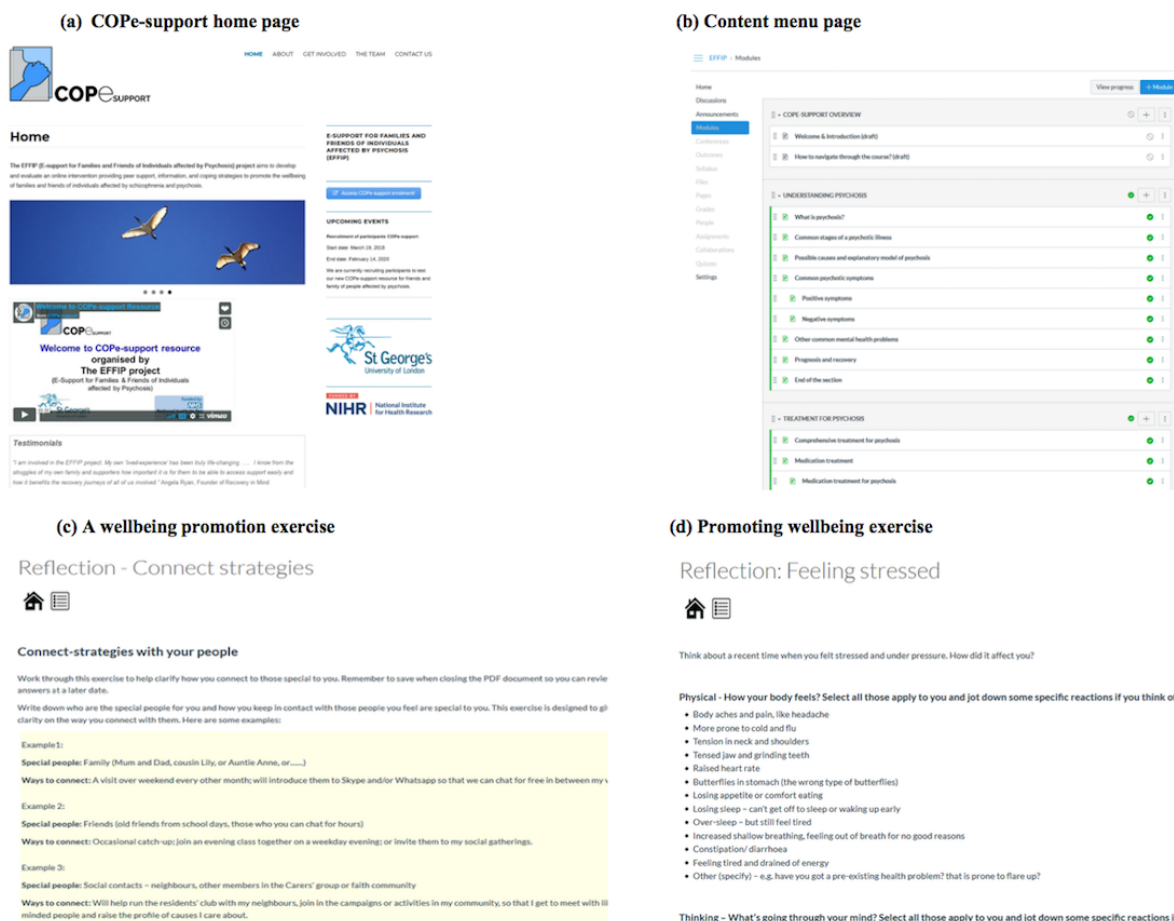 (a) COPe-support home page
HOME ABOUT GET INVOLVED THE TEAM CONTACT US
COPe SUPPORT
Home
The EFFIP (E-support for Families and Friends of Individuals affected by Psychosis) project aims to develop
and evaluate an online intervention providing peer support, information, and coping strategies to promote the wellbeing
of families and friends of individuals affected by schizophrenia and psychosis.
Welcome to COPe-support Resource
COPe SUPPORT
Welcome to COPe-support resource
organised by
The EFFIP project
(E-Support for Families & Friends of Individuals
affected by Psychosis)
St George's
vimeo
Testimonials
"I am involved in the EFFIP project. My own 'lived-experience' has been truly life-changing. .... I know from the
struggles of my own family and supporters how important it is for them to be able to access support easily and
how it benefits the recovery journeys of all of us involved." Angela Ryan, Founder of Recovery in Mind
E-SUPPORT FOR FAMILIES AND
FRIENDS OF INDIVIDUALS
AFFECTED BY PSYCHOSIS
(EFFIP)
Access COPe-support treatment
UPCOMING EVENTS
Recruitment of participants COPe support
Start date: March 19, 2018
End date: February 14, 2020
We are currently recruiting participants to test
our new COPe-support resource for friends and
family of people affected by psychosis.
St George's
University of London
FUNDED BY
NIHR | National Institute
for Health Research
(b) Content menu page
EFFIP › Modules
Home
Discussions
Announcements
Modules
Conferences
Outcomes
Syllabus
Files
Pages
Grades
People
Assignments
Collaborations
Quizzes
Settings
View progress + Module
COPE-SUPPORT OVERVIEW
Welcome & Introduction (draft)
How to navigate through the course? (draft)
UNDERSTANDING PSYCHOSIS
What is psychosis?
Common stages of a psychotic illness
Possible causes and explanatory model of psychosis
Common psychotic symptoms
Positive symptoms
Negative symptoms
Other common mental health problems
Prognosis and recovery
End of the section
TREATMENT FOR PSYCHOSIS
Comprehensive treatment for psychosis
Medication treatment
Medication treatment for psychosis
(c) A wellbeing promotion exercise
Reflection - Connect strategies
Connect-strategies with your people
Work through this exercise to help clarify how you connect to those special to you. Remember to save when closing the PDF document so you can revie
answers at a later date.
Write down who are the special people for you and how you keep in contact with those people you feel are special to you. This exercise is designed to gi
clarity on the way you connect with them. Here are some examples:
Example1:
Special people: Family (Mum and Dad, cousin Lily, or Auntie Anne, or......)
Ways to connect: A visit over weekend every other month; will introduce them to Skype and/or Whatsapp so that we can chat for free in between my v
Example 2:
Special people: Friends (old friends from school days, those who you can chat for hours)
Ways to connect: Occasional catch-up; join an evening class together on a weekday evening; or invite them to my social gatherings.
Example 3:
Special people: Social contacts – neighbours, other members in the Carers' group or faith community
Ways to connect: Will help run the residents' club with my neighbours, join in the campaigns or activities in my community, so that I get to meet with li
minded people and raise the profile of causes I care about.
(d) Promoting wellbeing exercise
Reflection: Feeling stressed
Think about a recent time when you felt stressed and under pressure. How did it affect you?
Physical - How your body feels? Select all those apply to you and jot down some specific reactions if you think o
• Body aches and pain, like headache
• More prone to cold and flu
• Tension in neck and shoulders
• Tensed jaw and grinding teeth
• Raised heart rate
• Butterflies in stomach (the wrong type of butterflies)
• Losing appetite or comfort eating
• Losing sleep – can't get off to sleep or waking up early
• Over-sleep – but still feel tired
• Increased shallow breathing, feeling out of breath for no good reasons
• Constipation/ diarrhoea
• Feeling tired and drained of energy
• Other (specify) – e.g. have you got a pre-existing health problem? that is prone to flare up?
Thinking – What's going through your mind? Select all those apply to you and jot down some specific reactions i